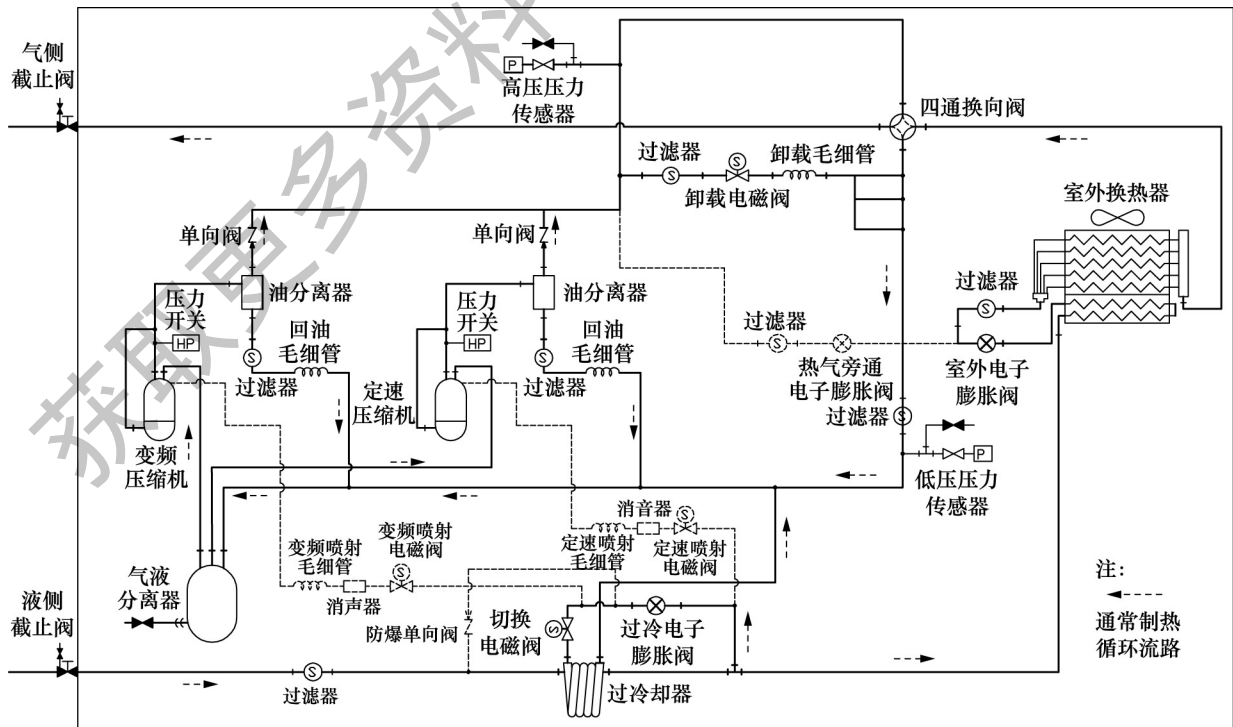 获取更多资料
气侧
截止阀
P
高压压力
传感器
四通换向阀
过滤器
S
卸载毛细管
S
卸载电磁阀
室外换热器
单向阀
单向阀
油分离器
油分离器
压力
开关
HP
压力
开关
HP
回油
毛细管
回油
毛细管
S
过滤器
S
过滤器
过滤器
S
过滤器
S
热气旁通
电子膨胀阀
室外电子
膨胀阀
过滤器
S
定速
压缩机
变频
压缩机
P
低压压力
传感器
消音器
S
定速喷射
毛细管
定速喷射
电磁阀
变频喷射
电磁阀
S
变频喷射
毛细管
消声器
气液
分离器
防爆单向阀
切换
电磁阀
S
过冷电子
膨胀阀
过冷却器
液侧
截止阀
S
过滤器
注：
通常制热
循环流路